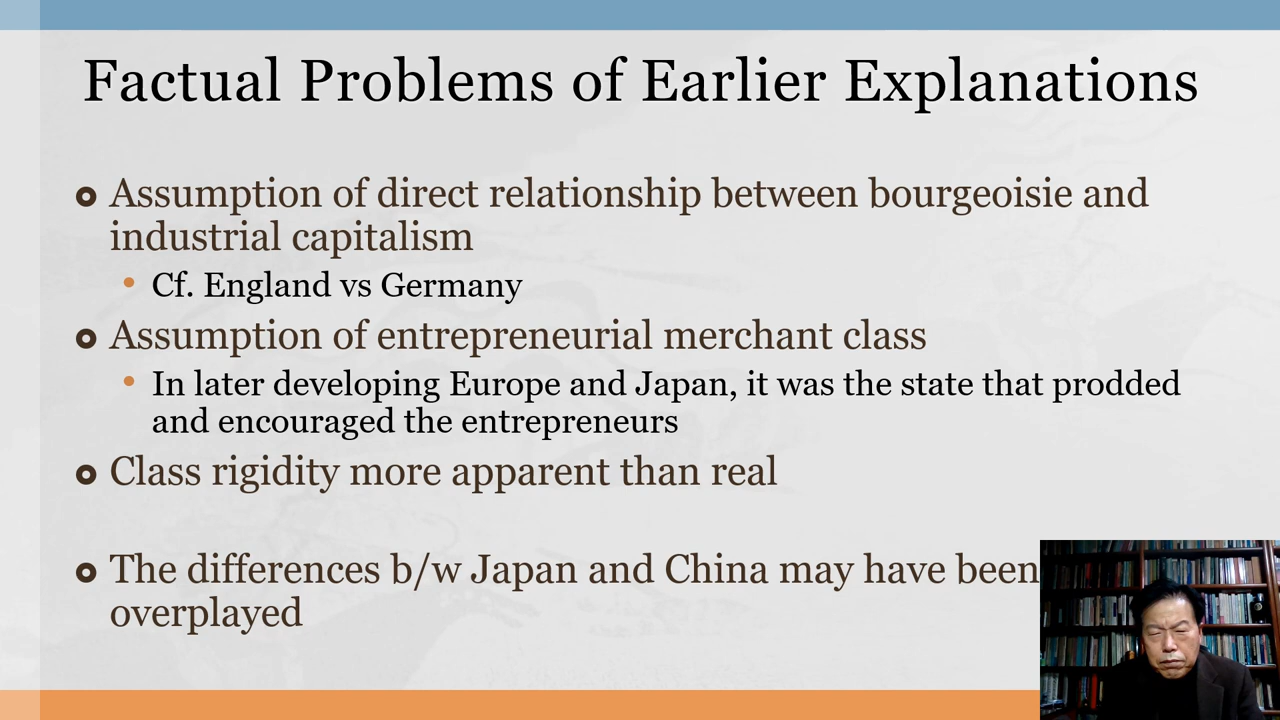 Factual Problems of Earlier Explanations
Assumption of direct relationship between bourgeoisie and
industrial capitalism
Cf. England vs Germany
Assumption of entrepreneurial merchant class
In later developing Europe and Japan, it was the state that prodded
and encouraged the entrepreneurs
Class rigidity more apparent than real
The differences b/w Japan and China may have been
overplayed